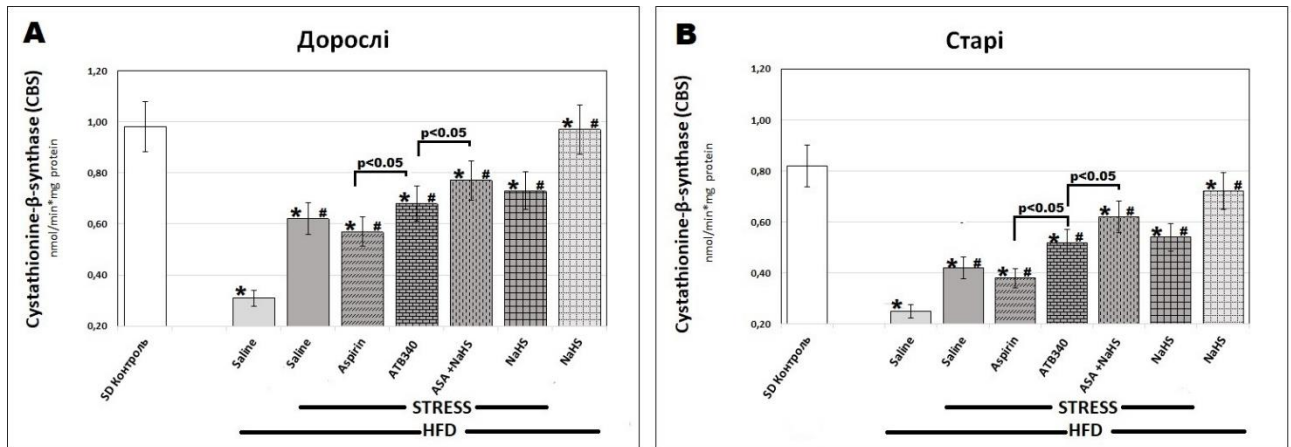 A
Дорослі
Cystathionine-β-synthase (CBS)
nmol/min*mg protein
1,20
1,00
0,80
0,60
0,40
0,20
p<0.05
p<0.05
*
* #
* #
* #
* #
* #
* #
SD Контроль
Saline
Saline
Aspirin
ATB340
ASA +NaHS
NaHS
NaHS
STRESS
HFD
B
Старі
Cystathionine-β-synthase (CBS)
nmol/min*mg protein
1,20
1,00
0,80
0,60
0,40
0,20
p<0.05
p<0.05
*
* #
* #
* #
* #
* #
* #
SD Контроль
Saline
Saline
Aspirin
ATB340
ASA +NaHS
NaHS
NaHS
STRESS
HFD